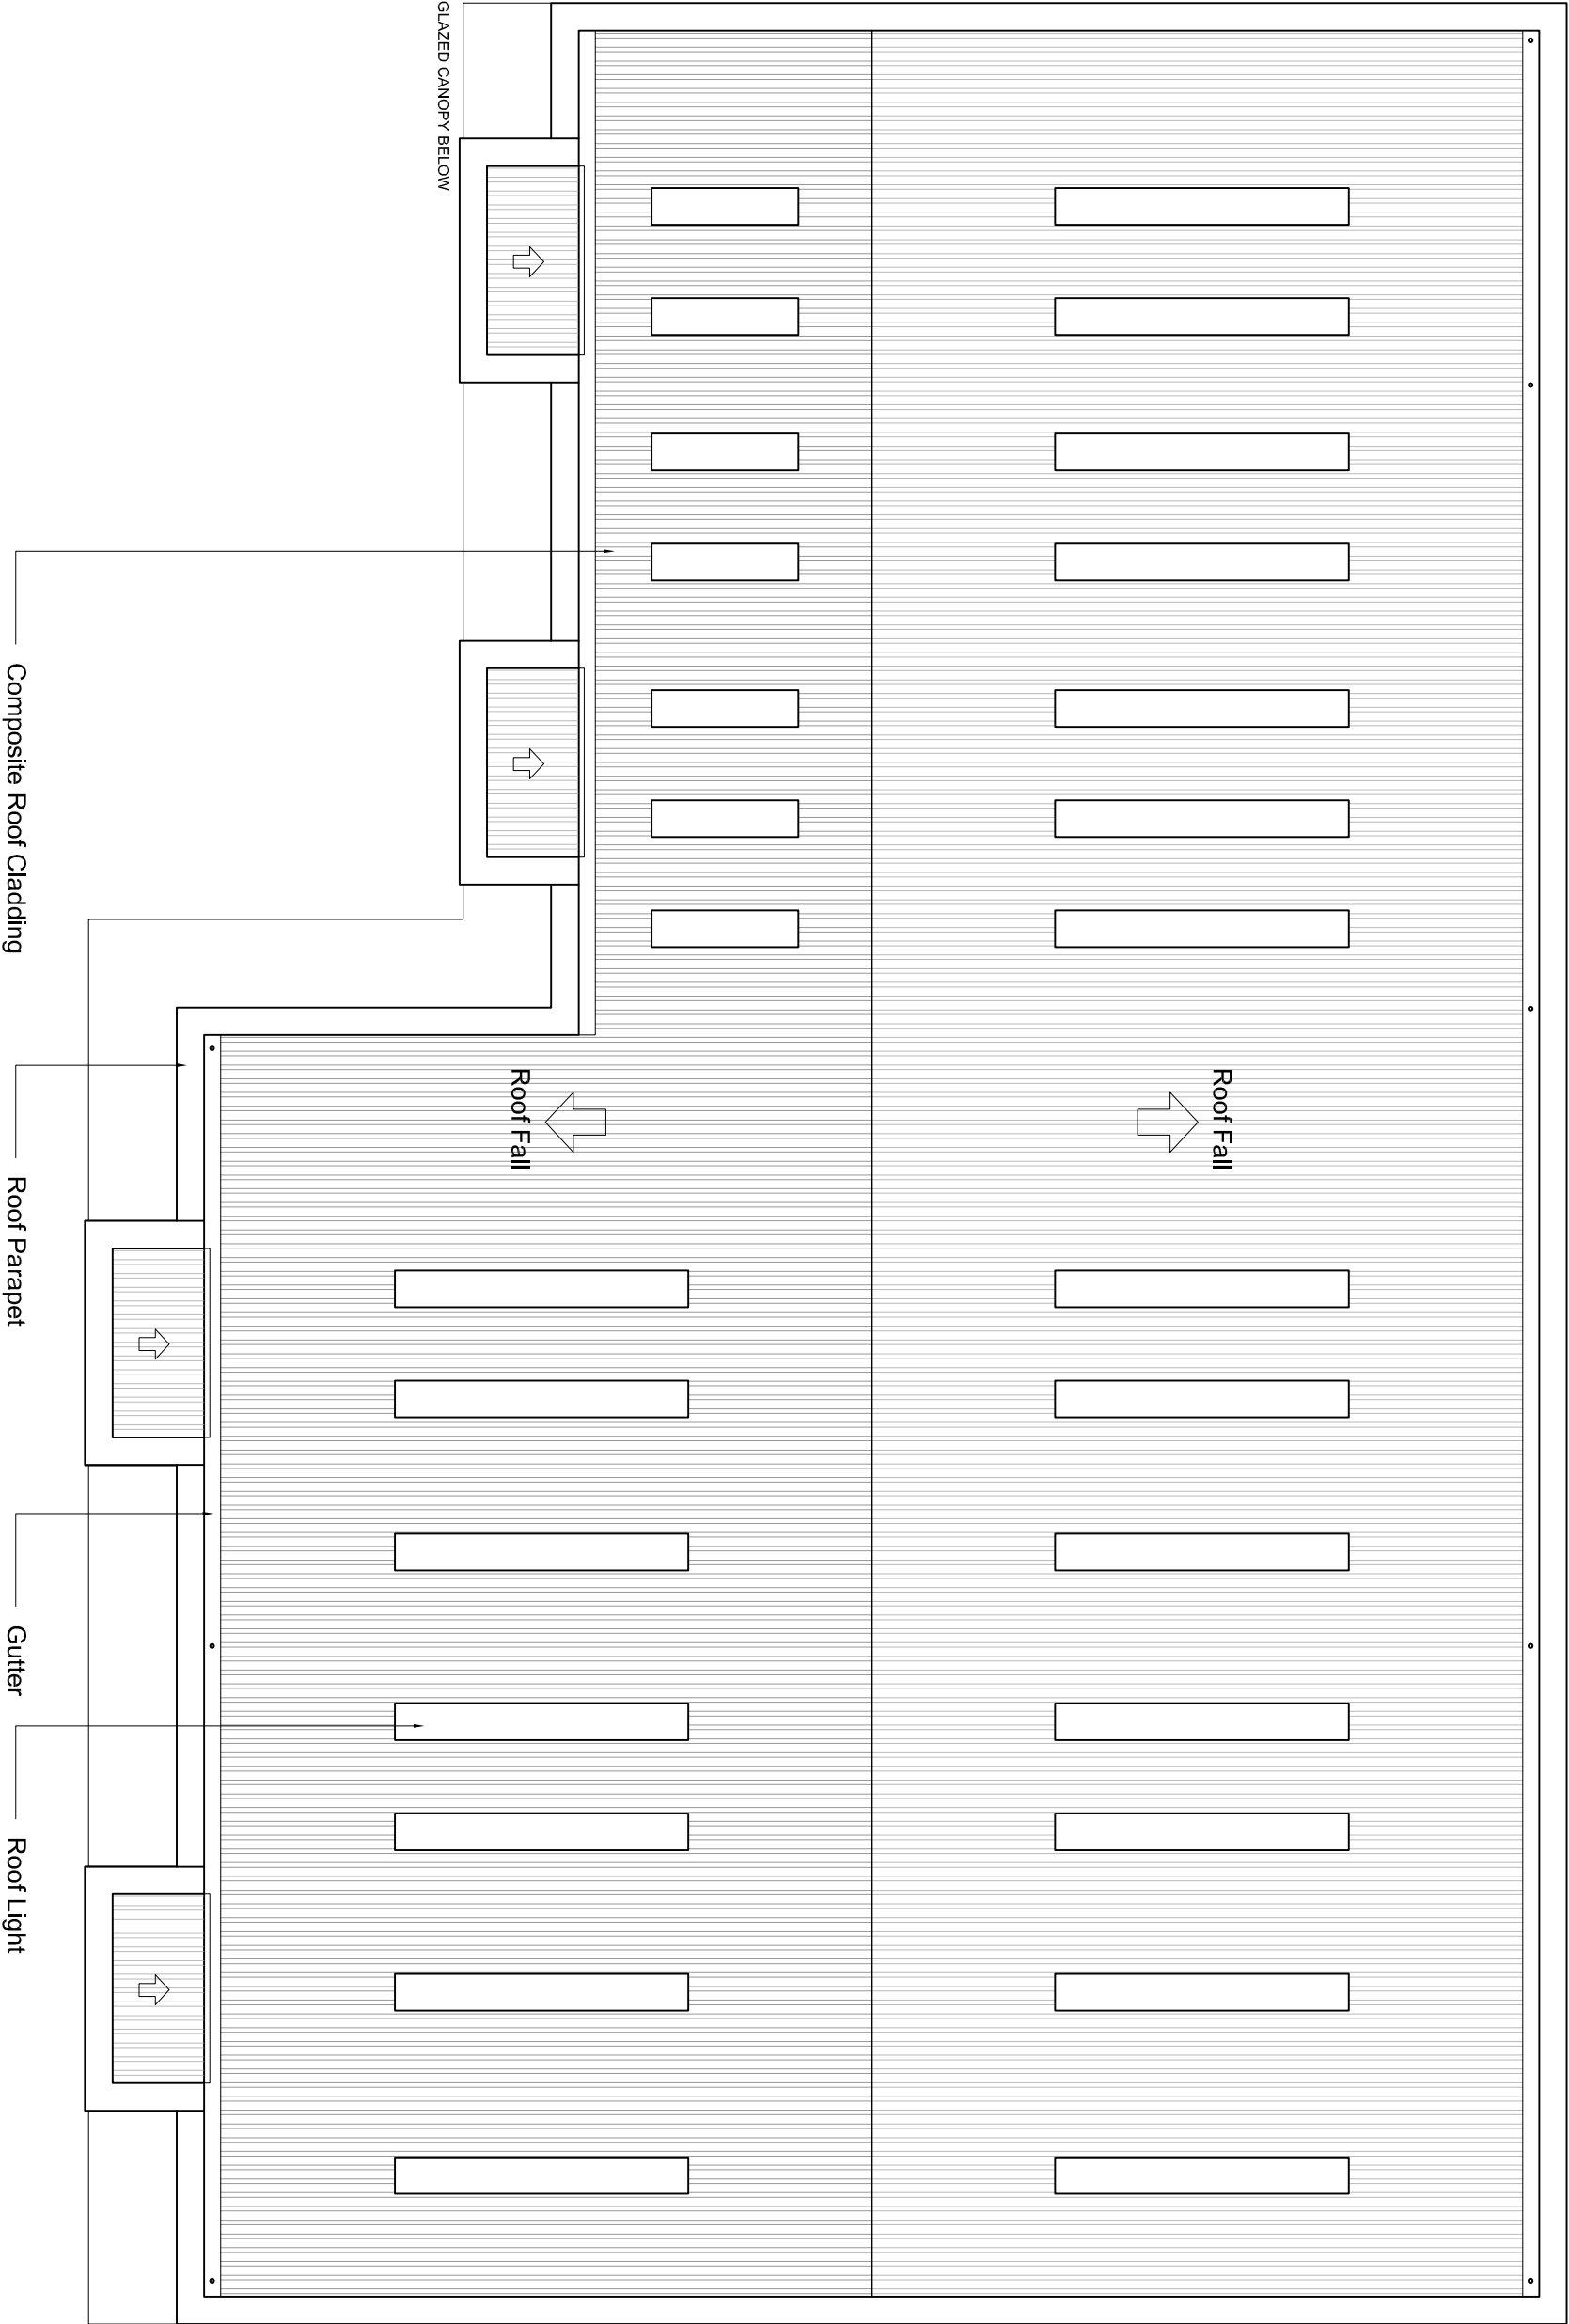 GLAZED CANOPY BELOW
Roof Fall
Roof Fall
Composite Roof Cladding
Roof Parapet
Gutter
Roof Light